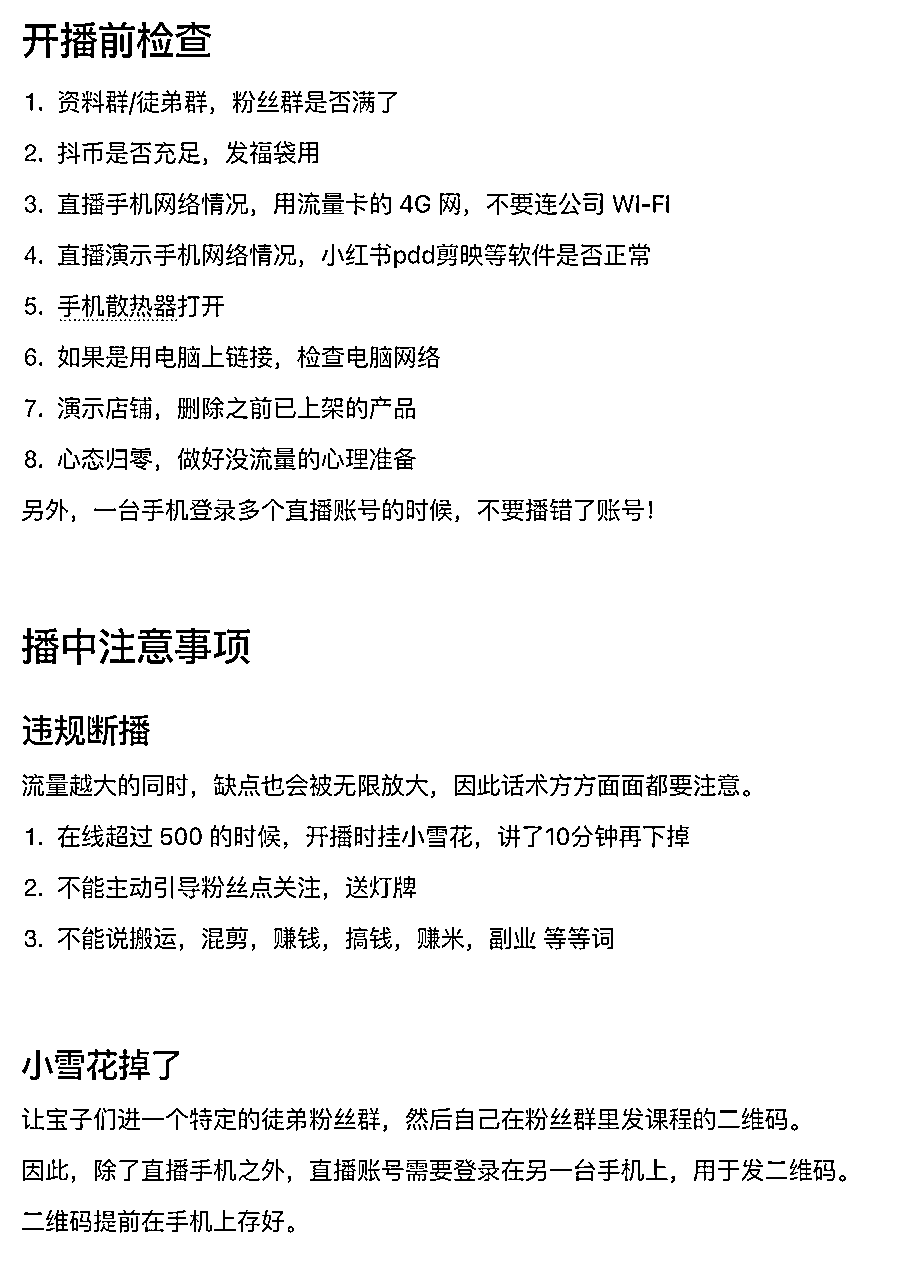 开播前检查
1. 资料群/徒弟群，粉丝群是否满了
2. 抖币是否充足，发福袋用
3. 直播手机网络情况，用流量卡的 4G 网，不要连公司 WI-FI
4. 直播演示手机网络情况，小红书pdd剪映等软件是否正常
5. 手机散热器打开
6. 如果是用电脑上链接，检查电脑网络
7. 演示店铺，删除之前已上架的产品
8. 心态归零，做好没流量的心理准备
另外，一台手机登录多个直播账号的时候，不要播错了账号！
播中注意事项
违规断播
流量越大的同时，缺点也会被无限放大，因此话术方方面面都要注意。
1. 在线超过 500 的时候，开播时挂小雪花，讲了10分钟再下掉
2. 不能主动引导粉丝点关注，送灯牌
3. 不能说搬运，混剪，赚钱，搞钱，赚米，副业 等等词
小雪花掉了
让宝子们进一个特定的徒弟粉丝群，然后自己在粉丝群里发课程的二维码。
因此，除了直播手机之外，直播账号需要登录在另一台手机上，用于发二维码。
二维码提前在手机上存好。